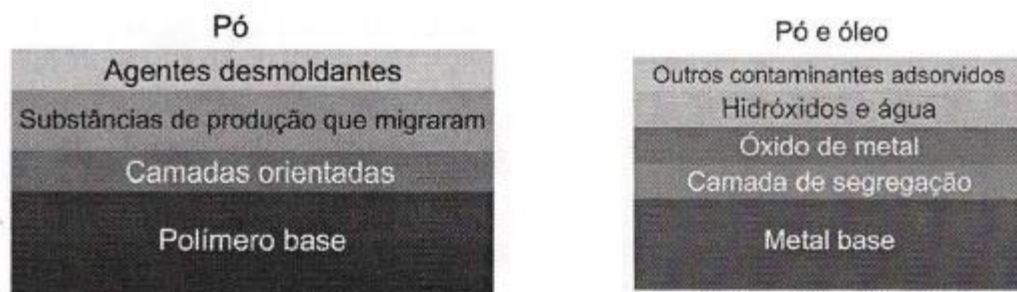 Pó
Agentes desmoldantes
Substâncias de produção que migraram
Camadas orientadas
Polímero base
Pó e óleo
Outros contaminantes adsorvidos
Hidróxidos e água
Óxido de metal
Camada de segregação
Metal base